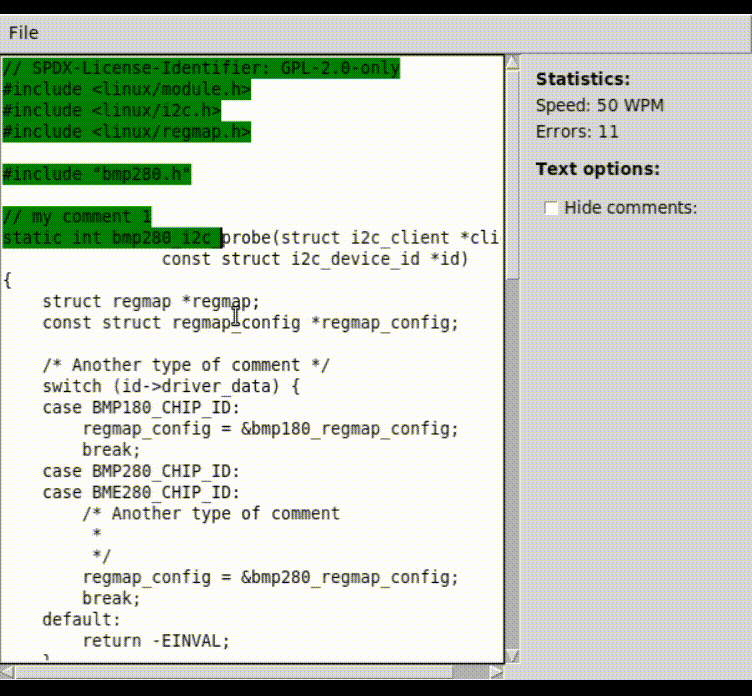 File
// SPDX-License-Identifier: GPL-2.0-only
#include <linux/module.h>
#include <linux/i2c.h>
#include <linux/regmap.h>
#include "bmp280.h"
// my comment 1
static int bmp280_i2c_probe(struct i2c_client *cli
const struct i2c_device_id *id)
{
struct regmap *regmap;
const struct regmap_config *regmap_config;
/* Another type of comment */
switch (id->driver_data) {
case BMP180_CHIP_ID:
regmap_config = &bmp180_regmap_config;
break;
case BMP280_CHIP_ID:
case BME280_CHIP_ID:
/* Another type of comment
*
*/
regmap_config = &bmp280_regmap_config;
break;
default:
return -EINVAL;
Statistics:
Speed: 50 WPM
Errors: 11
Text options:
Hide comments: